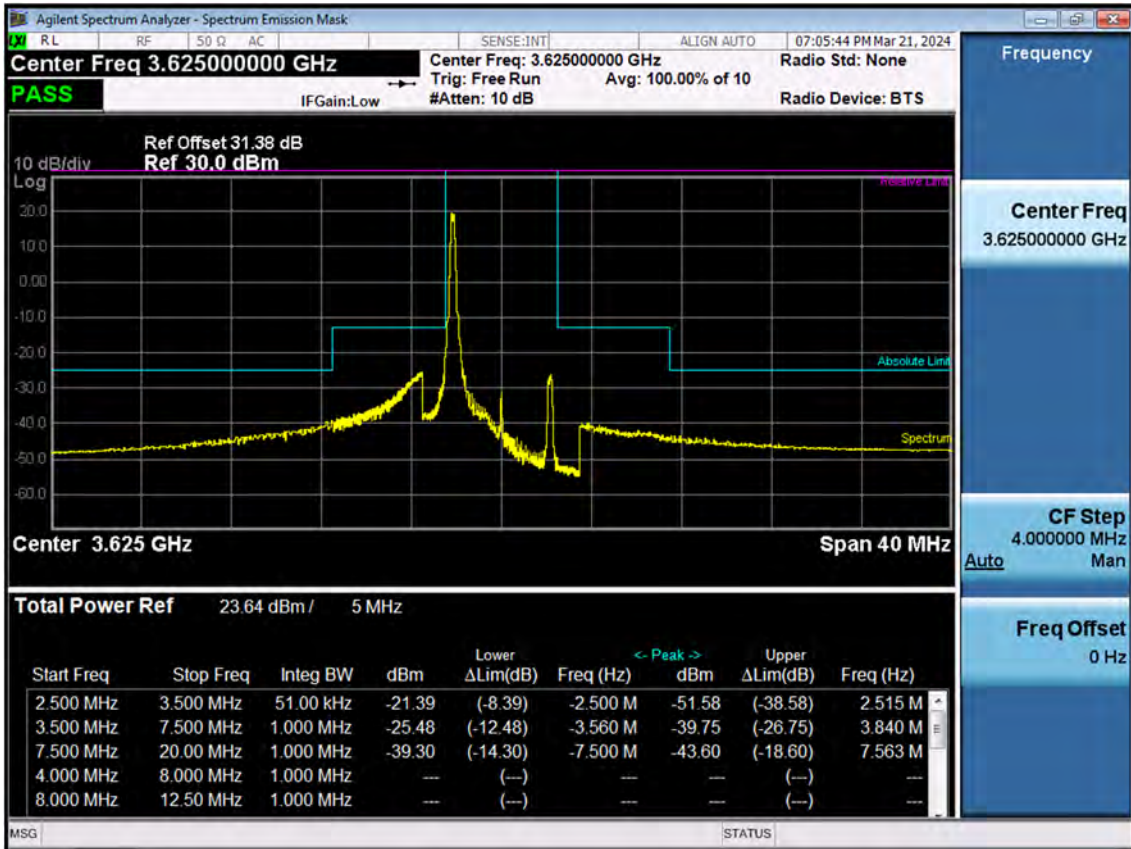 Agilent Spectrum Analyzer - Spectrum Emission Mask
LXI RL RF 50 Ω AC SENSE:INT ALIGN AUTO 07:05:44 PM Mar 21, 2024
Center Freq 3.625000000 GHz
Center Freq: 3.625000000 GHz
Radio Std: None
Trig: Free Run Avg: 100.00% of 10
PASS
IFGain:Low
#Atten: 10 dB
Radio Device: BTS
Ref Offset 31.38 dB
10 dB/div Ref 30.0 dBm
Log
Relative Limit
20.0
10.0
0.00
-10.0
-20.0
Absolute Limit
-30.0
-40.0
Spectrum
-50.0
-60.0
Center 3.625 GHz Span 40 MHz
Total Power Ref 23.64 dBm / 5 MHz
Lower <- Peak -> Upper
Start Freq Stop Freq Integ BW dBm ΔLim(dB) Freq (Hz) dBm ΔLim(dB) Freq (Hz)
2.500 MHz 3.500 MHz 51.00 kHz -21.39 (-8.39) -2.500 M -51.58 (-38.58) 2.515 M
3.500 MHz 7.500 MHz 1.000 MHz -25.48 (-12.48) -3.560 M -39.75 (-26.75) 3.840 M
7.500 MHz 20.00 MHz 1.000 MHz -39.30 (-14.30) -7.500 M -43.60 (-18.60) 7.563 M
4.000 MHz 8.000 MHz 1.000 MHz --- (---) --- --- (---) ---
8.000 MHz 12.50 MHz 1.000 MHz --- (---) --- --- (---) ---
MSG STATUS
Frequency
Center Freq
3.625000000 GHz
CF Step
4.000000 MHz
Auto Man
Freq Offset
0 Hz